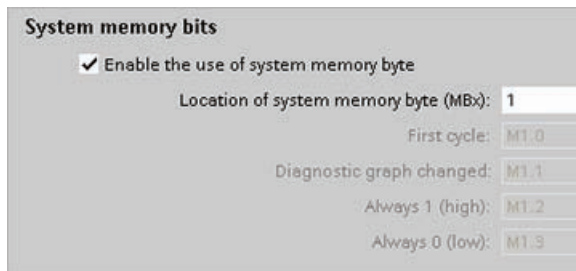 System memory bits
Enable the use of system memory byte
Location of system memory byte (MBx): 1
First cycle: M1.0
Diagnostic graph changed: M1.1
Always 1 (high): M1.2
Always 0 (low): M1.3